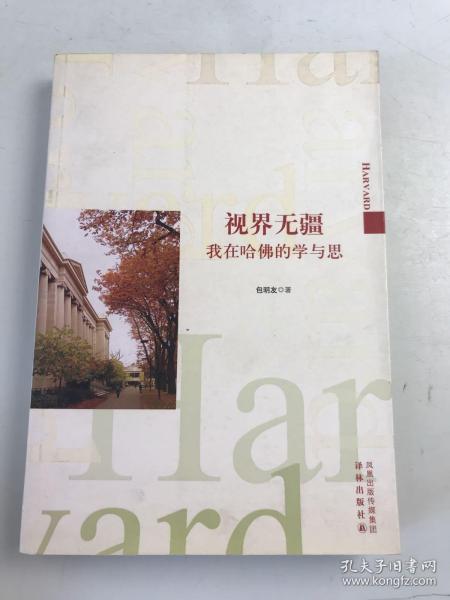 Har
vard
HARVARD
视界无疆
我在哈佛的学与思
包明友◎著
Har
vard
凤凰出版传媒集团
译林出版社
孔夫子旧书网
www.kongfz.com